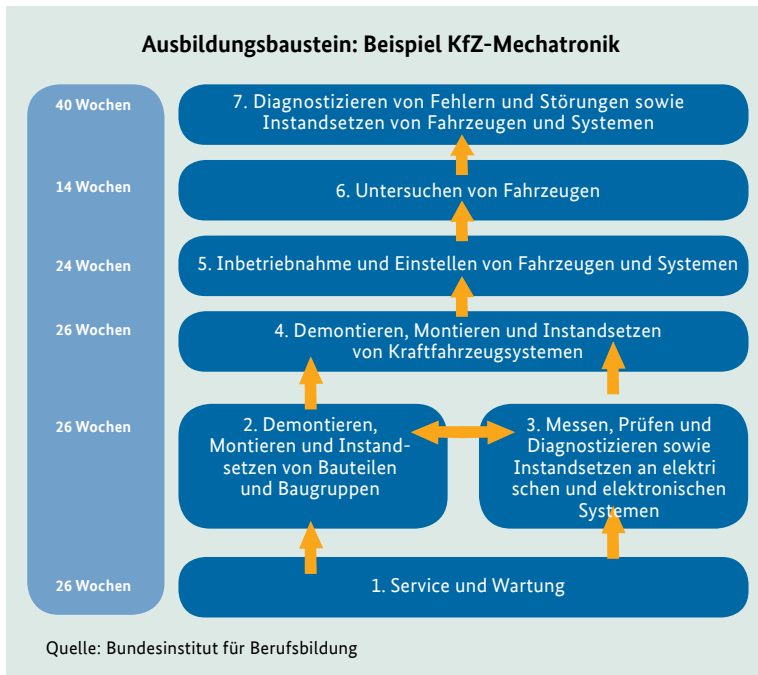 Ausbildungsbaustein: Beispiel KfZ-Mechatronik
40 Wochen
7. Diagnostizieren von Fehlern und Störungen sowie
Instandsetzen von Fahrzeugen und Systemen
14 Wochen
6. Untersuchen von Fahrzeugen
24 Wochen
5. Inbetriebnahme und Einstellen von Fahrzeugen und Systemen
26 Wochen
4. Demontieren, Montieren und Instandsetzen
von Kraftfahrzeugsystemen
26 Wochen
2. Demontieren,
Montieren und Instand-
setzen von Bauteilen
und Baugruppen
3. Messen, Prüfen und
Diagnostizieren sowie
Instandsetzen an elektri
schen und elektronischen
Systemen
26 Wochen
1. Service und Wartung
Quelle: Bundesinstitut für Berufsbildung